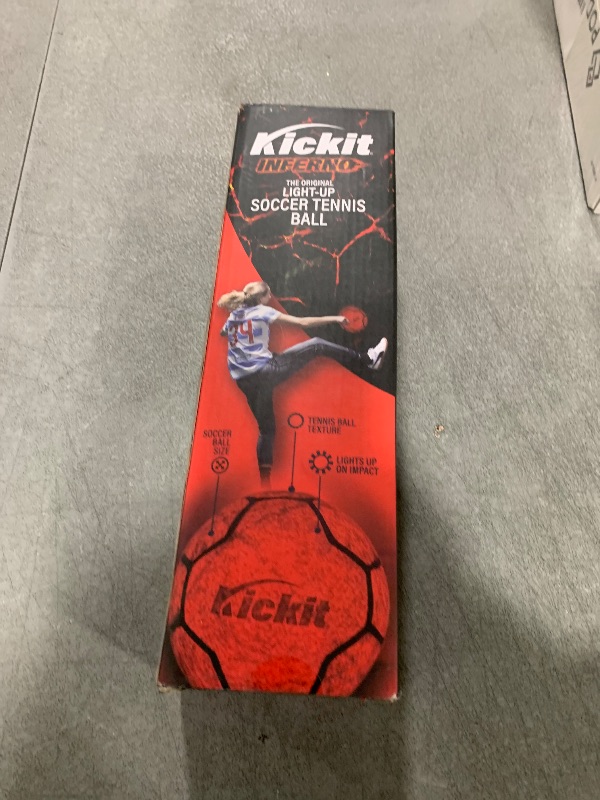 Kickit
INFERNO
THE ORIGINAL
LIGHT-UP
SOCCER TENNIS
BALL
24
TENNIS BALL
TEXTURE
SOCCER
BALL
SIZE
LIGHTS UP
ON IMPACT
Kickit